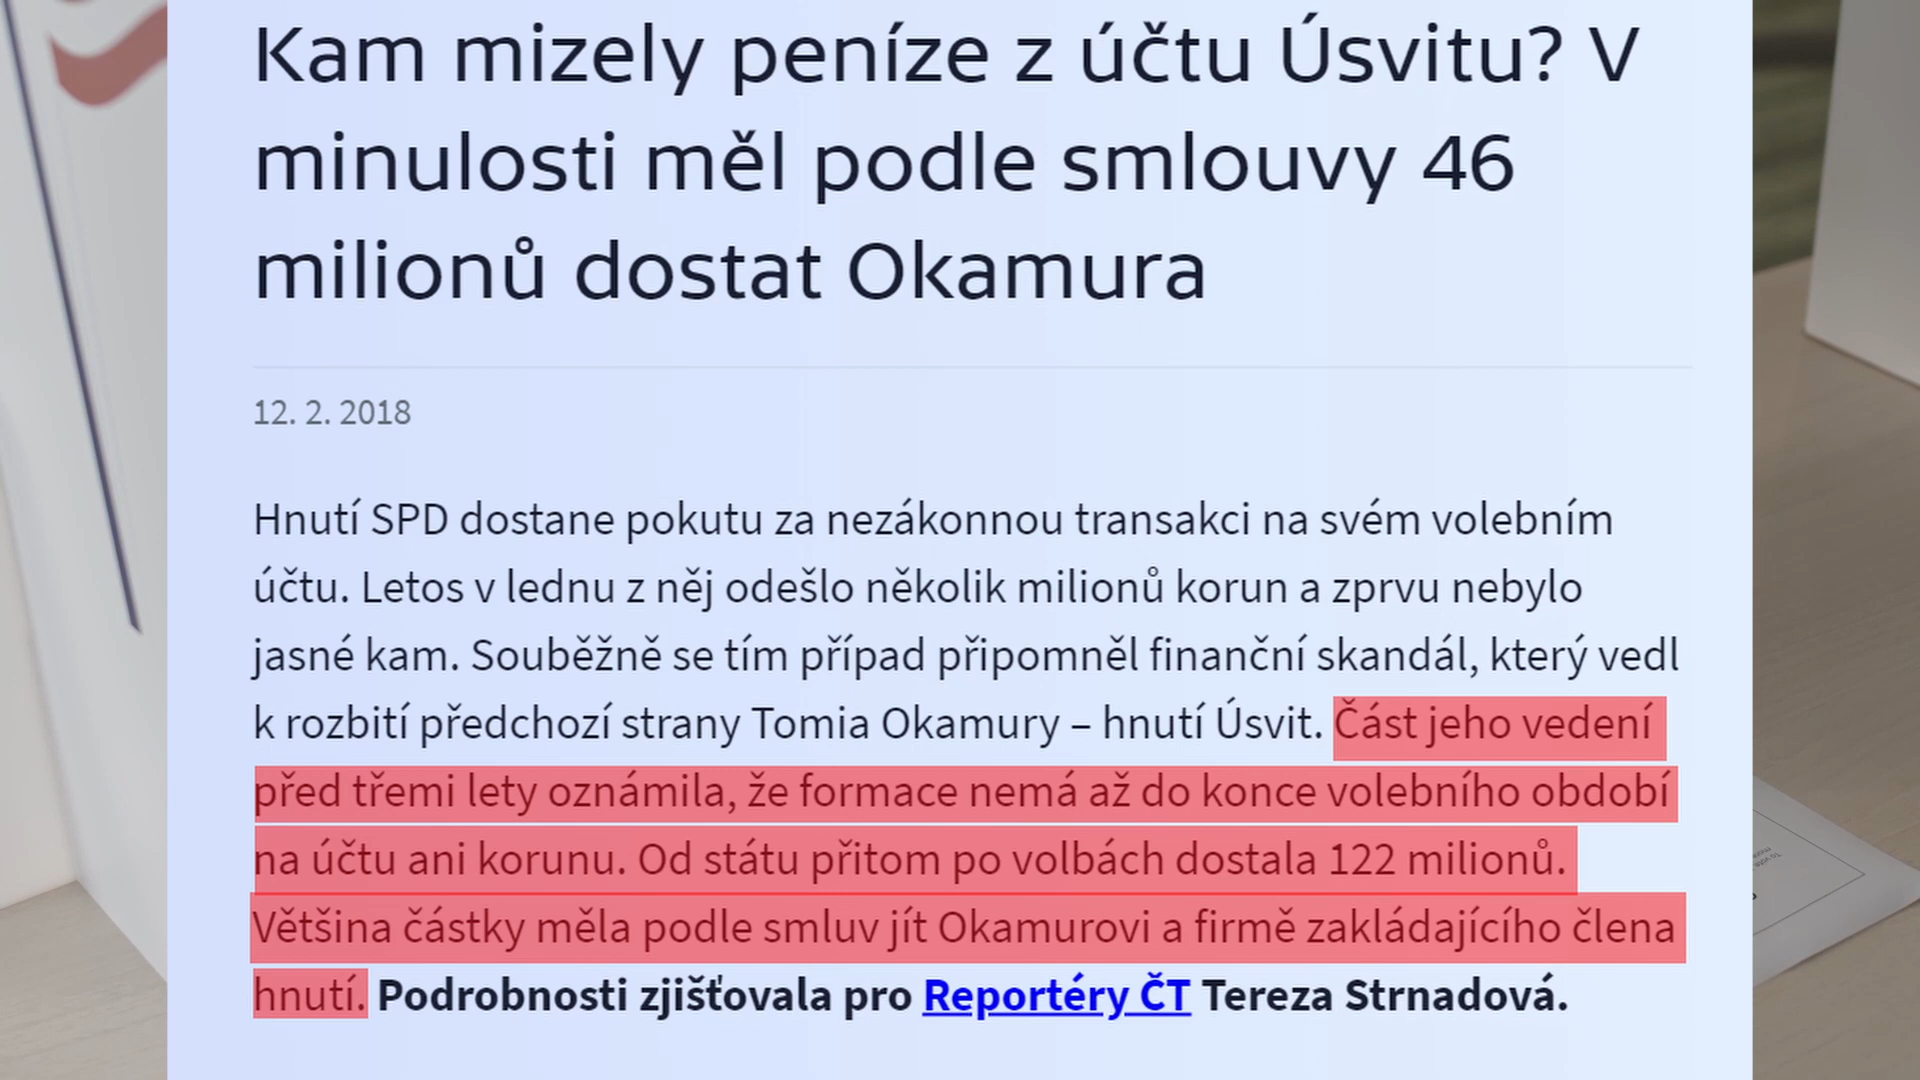 Kam mizely peníze z účtu Úsvitu? V
minulosti měl podle smlouvy 46
milionů dostat Okamura
12. 2. 2018
Hnutí SPD dostane pokutu za nezákonnou transakci na svém volebním
účtu. Letos v lednu z něj odešlo několik milionů korun a zprvu nebylo
jasné kam. Souběžně se tím případ připomněl finanční skandál, který vedl
k rozbití předchozí strany Tomia Okamury – hnutí Úsvit. Část jeho vedení
před třemi lety oznámila, že formace nemá až do konce volebního období
na účtu ani korunu. Od státu přitom po volbách dostala 122 milionů.
Většina částky měla podle smluv jít Okamurovi a firmě zakládajícího člena
hnutí. Podrobnosti zjišťovala pro Reportéry ČT Tereza Strnadová.